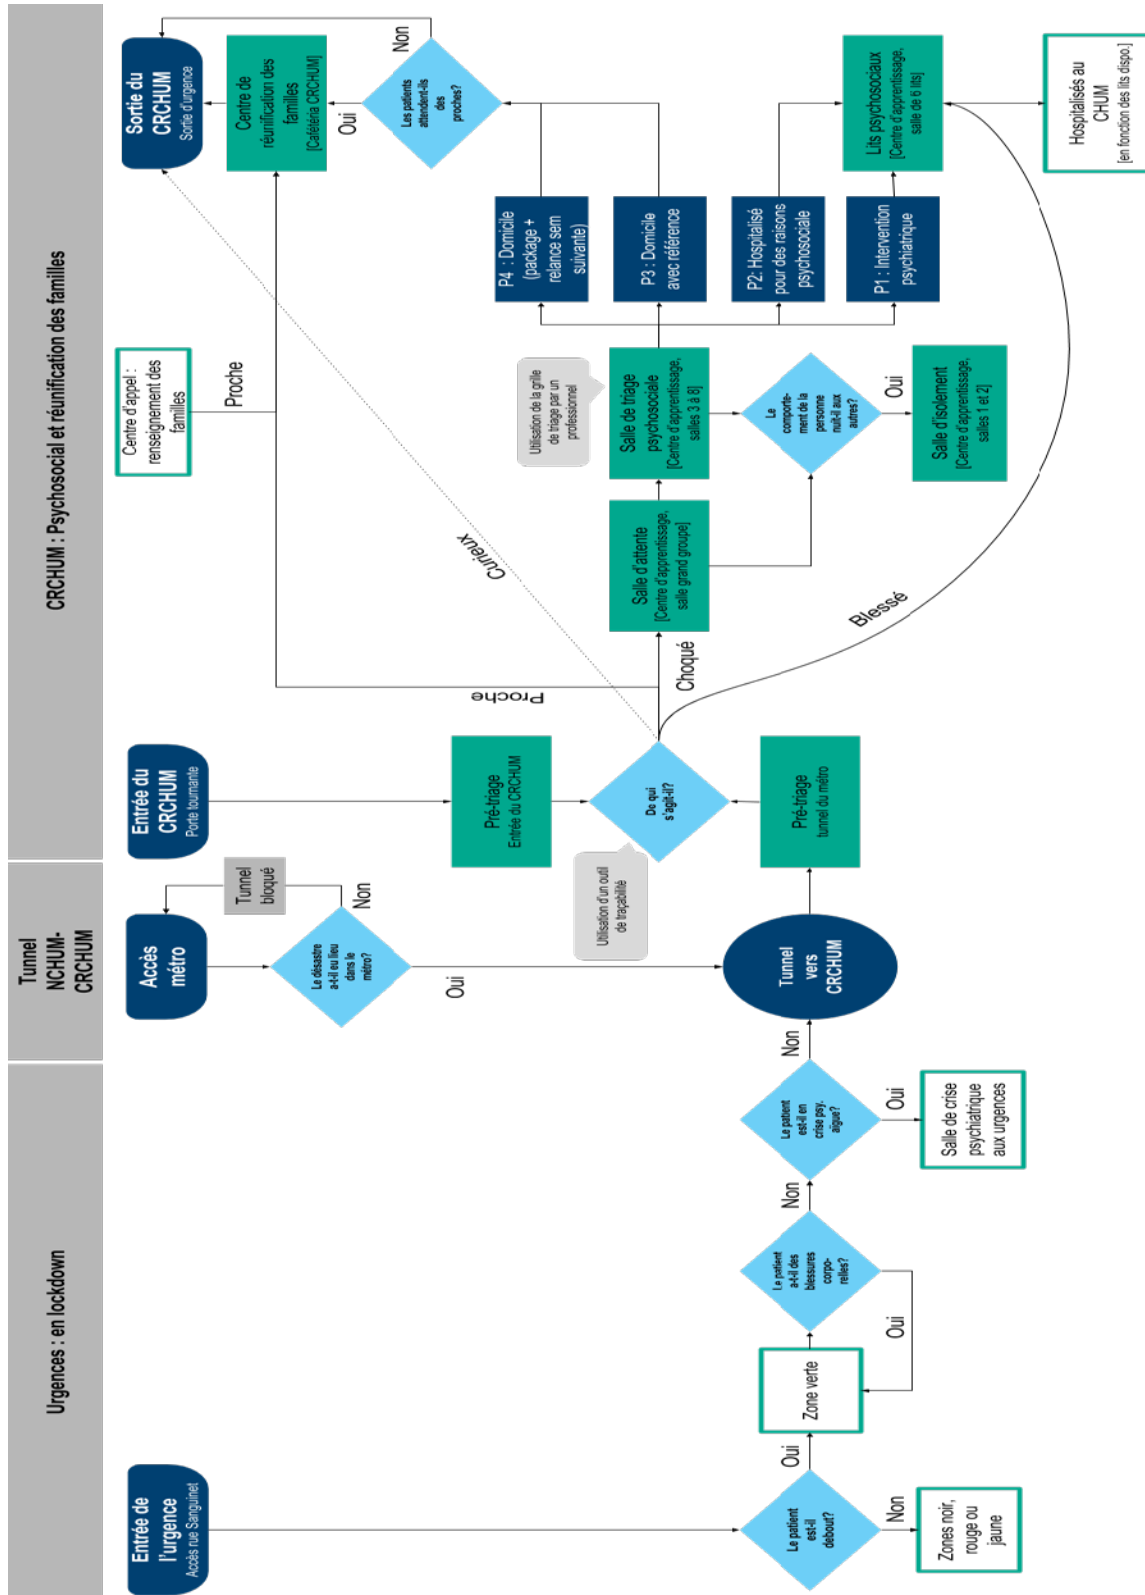 Urgences : en lockdown
Tunnel
NCHUM-
CRCHUM
CRCHUM : Psychosocial et réunification des familles
Entrée de
l'urgence
Accès rue Sanguinet
Le patient
est-il
debout?
Non
Zones noir,
rouge ou
jaune
Oui
Zone verte
Le patient
a-t-il des
blessures
corpo-
relles?
Oui
Non
Le patient
est-il en
crise psy.
aigue?
Oui
Salle de crise
psychiatrique
aux urgences
Non
Accès
métro
Tunnel
bloqué
Le désastre
a-t-il eu lieu
dans le
métro?
Non
Oui
Tunnel
vers
CRCHUM
Entrée du
CRCHUM
Porte tournante
Pré-triage
Entrée du CRCHUM
Utilisation d'un outil
de traçabilité
De qui
s'agit-il?
Pré-triage
tunnel du métro
Proche
Choqué
Curieux
Blessé
Centre d'appel :
renseignement des
familles
Proche
Salle d'attente
[Centre d'apprentissage,
salle grand groupe]
Utilisation de la grille
de triage par un
professionnel
Salle de triage
psychosociale
[Centre d'apprentissage,
salles 3 à 8]
Le
comporte-
ment de la
personne
nuit-il aux
autres?
Oui
Salle d'isolement
[Centre d'apprentissage,
salles 1 et 2]
P4 : Domicile
(package +
relance sem
suivante)
P3 : Domicile
avec référence
P2: Hospitalisé
pour des raisons
psychosociale
P1 : Intervention
psychiatrique
Sortie du
CRCHUM
Sortie d'urgence
Centre de
réunification des
familles
[Cafétéria CRCHUM]
Non
Oui
Les patients
attendent-ils
des
proches?
Lits psychosociaux
[Centre d'apprentissage,
salle de 6 lits]
Hospitalisés au
CHUM
[en fonction des lits dispo.]